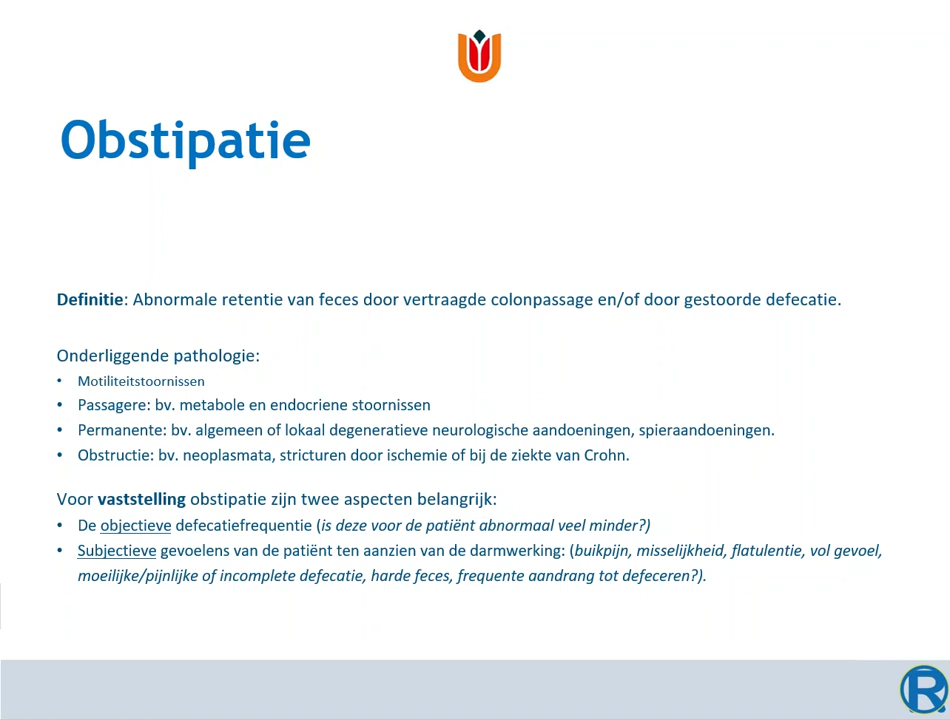 Obstipatie
Definitie: Abnormale retentie van feces door vertraagde colonpassage en/of door gestoorde defecatie.
Onderliggende pathologie:
• Motiliteitstoornissen
• Passagere: bv. metabole en endocriene stoornissen
• Permanente: bv. algemeen of lokaal degeneratieve neurologische aandoeningen, spieraandoeningen.
• Obstructie: bv. neoplasmata, stricturen door ischemie of bij de ziekte van Crohn.
Voor vaststelling obstipatie zijn twee aspecten belangrijk:
• De objectieve defecatiefrequentie (is deze voor de patiënt abnormaal veel minder?)
• Subjectieve gevoelens van de patiënt ten aanzien van de darmwerking: (buikpijn, misselijkheid, flatulentie, vol gevoel,
moeilijke/pijnlijke of incomplete defecatie, harde feces, frequente aandrang tot defeceren?).
R